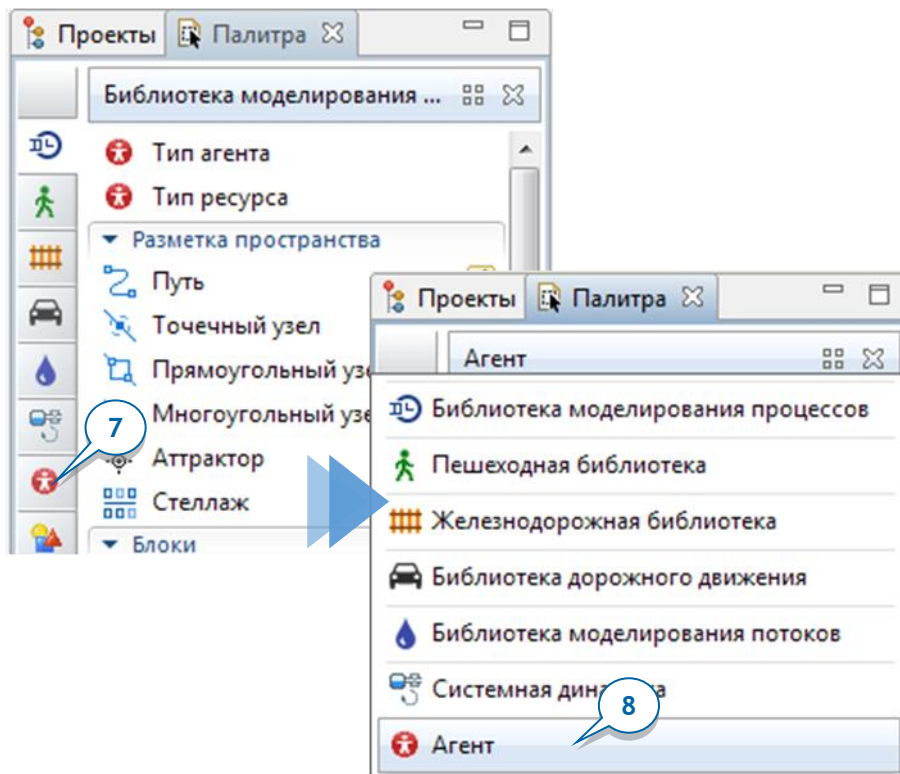 Проекты Палитра
Библиотека моделирования ...
Тип агента
Тип ресурса
Разметка пространства
Путь
Точечный узел
Прямоугольный узе
Многоугольный узе
7
Аттрактор
Стеллаж
Блоки
Проекты Палитра
Агент
Библиотека моделирования процессов
Пешеходная библиотека
Железнодорожная библиотека
Библиотека дорожного движения
Библиотека моделирования потоков
Системная
8
Агент